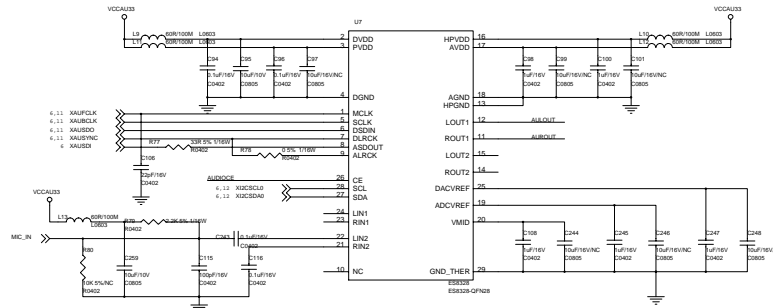 VCCAU33
VCCAU33
U7
L9 60R/100M L0603
L11 60R/100M L0603
L10 60R/100M L0603
L12 60R/100M L0603
2 DVDD
3 PVDD
HPVDD 16
AVDD 17
C94
0.1uF/16V
C0402
C95
10uF/10V
C0805
C96
0.1uF/16V
C0402
C97
10uF/16V/NC
C0805
C98
1uF/16V
C0402
C99
10uF/16V/NC
C0805
C100
1uF/16V
C0402
C101
10uF/16V/NC
C0805
4 DGND
AGND 18
HPGND 13
6,11 XAUFCLK 1 MCLK
6,11 XAUBCLK 5 SCLK
6,11 XAUSDO 6 DSDIN
6,11 XAUSYNC 7 DLRCK
6 XAUSDI R77 33R 5% 1/16W R0402 8 ASDOUT
R78 0 5% 1/16W R0402 9 ALRCK
LOUT1 12 AULOUT
ROUT1 11 AUROUT
LOUT2 15
ROUT2 14
C106
22pF/16V
C0402
AUDIOCE 26 CE
6,12 XI2CSCL0 28 SCL
6,12 XI2CSDA0 27 SDA
DACVREF 25
ADCVREF 19
VMID 20
VCCAU33
L13 60R/100M
L0603
R79 2.2K 5% 1/16W
R0402
24 LIN1
23 RIN1
MIC_IN
C243 0.1uF/16V
C0402
22 LIN2
21 RIN2
R80
10K 5%/NC
R0402
C259
10uF/10V
C0805
C115
100pF/16V
C0402
C116
0.1uF/16V
C0402
10 NC
C108
1uF/16V
C0402
C244
10uF/16V/NC
C0805
C245
1uF/16V
C0402
C246
10uF/16V/NC
C0805
C247
1uF/16V
C0402
C248
10uF/16V
C0805
GND_THER 29
ES8328
ES8328-QFN28